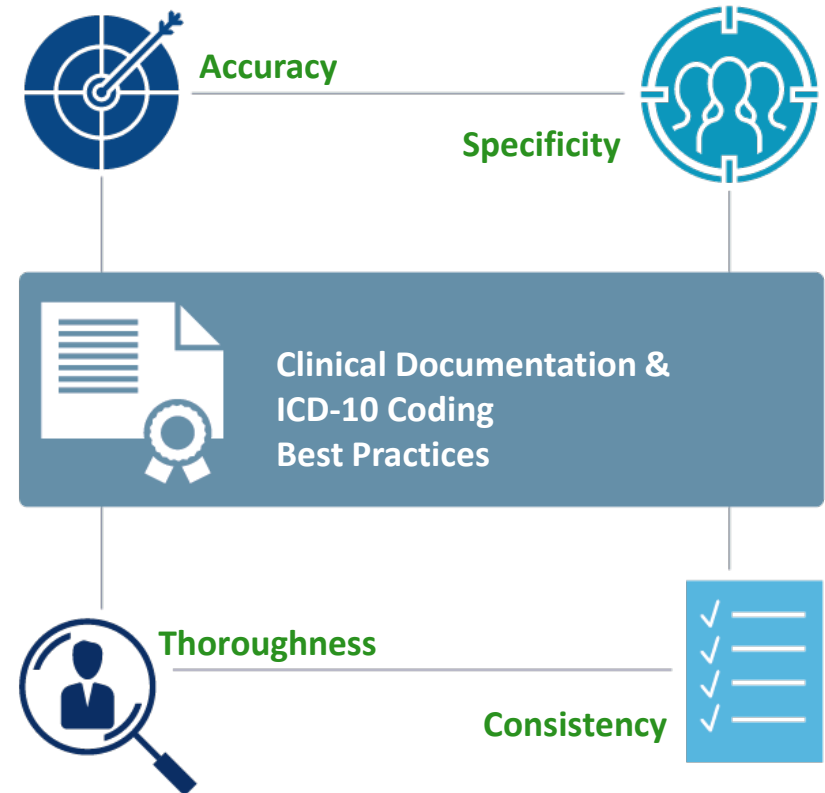 Accuracy
Specificity
Clinical Documentation &
ICD-10 Coding
Best Practices
Thoroughness
Consistency